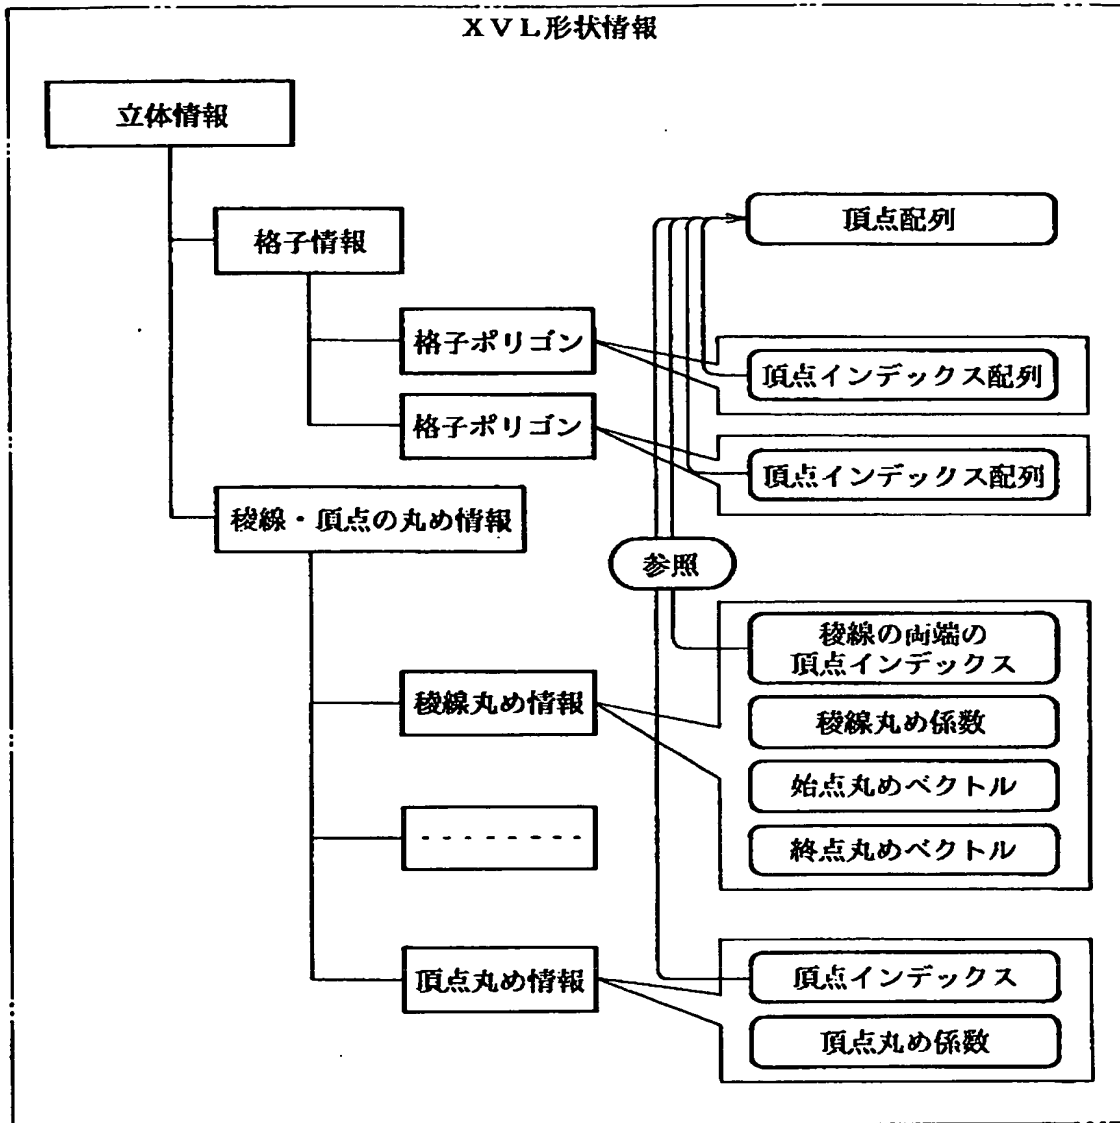 XVL形状情報
立体情報
格子情報
頂点配列
格子ポリゴン
頂点インデックス配列
格子ポリゴン
頂点インデックス配列
稜線・頂点の丸め情報
参照
稜線の両端の
頂点インデックス
稜線丸め情報
稜線丸め係数
始点丸めベクトル
--------
終点丸めベクトル
頂点丸め情報
頂点インデックス
頂点丸め係数